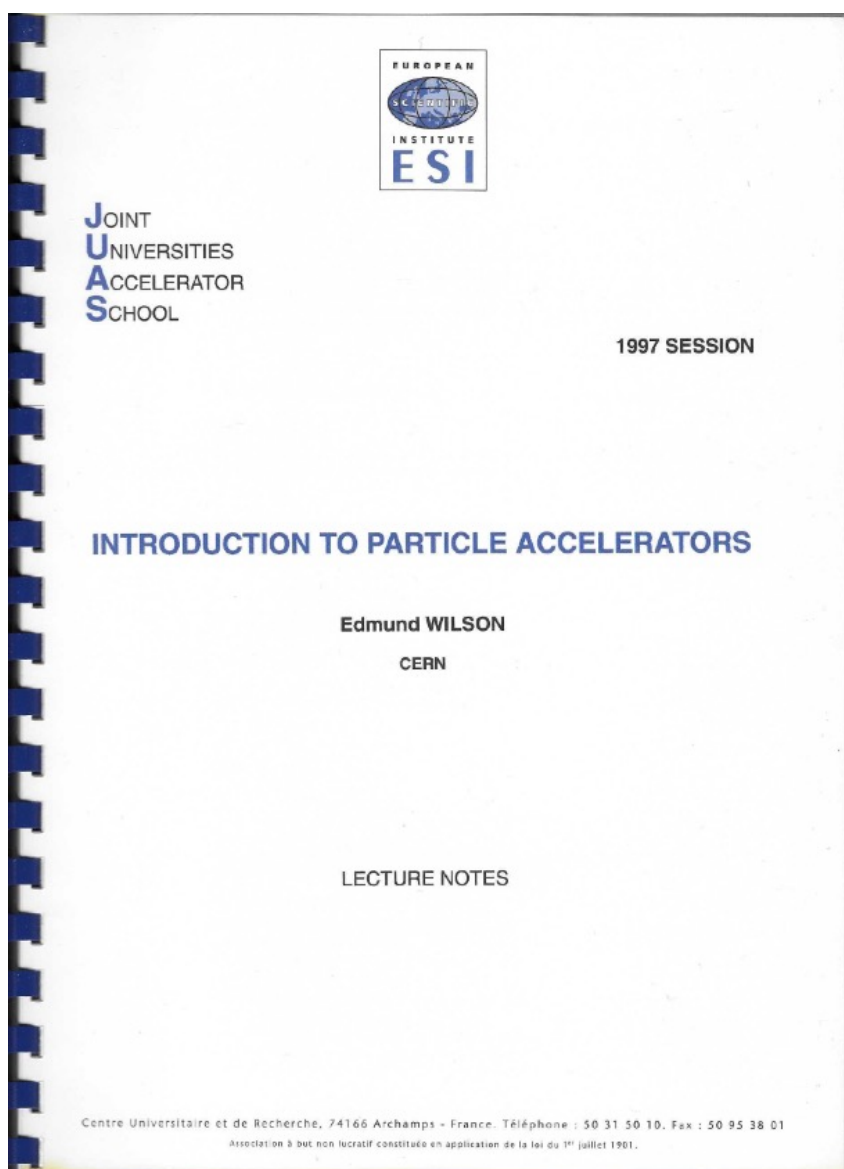 EUROPEAN
SCIENTIFIC
INSTITUTE
ESI
JOINT
UNIVERSITIES
ACCELERATOR
SCHOOL
1997 SESSION
INTRODUCTION TO PARTICLE ACCELERATORS
Edmund WILSON
CERN
LECTURE NOTES
Centre Universitaire et de Recherche, 74166 Archamps - France. Téléphone : 50 31 50 10. Fax : 50 95 38 01
Association à but non lucratif constituée en application de la loi du 1er juillet 1901.